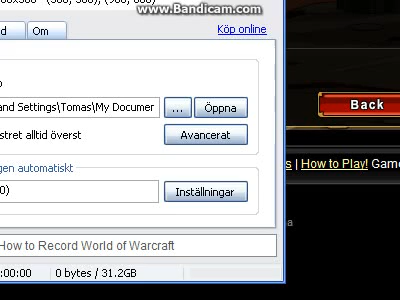 www.Bandicam.com
Om
Köp online
and Settings\Tomas\My Documer
...
Öppna
stret alltid överst
Avancerat
gen automatiskt
0)
Inställningar
How to Record World of Warcraft
:00:00
0 bytes / 31.2GB
Back
s | How to Play! Game
a